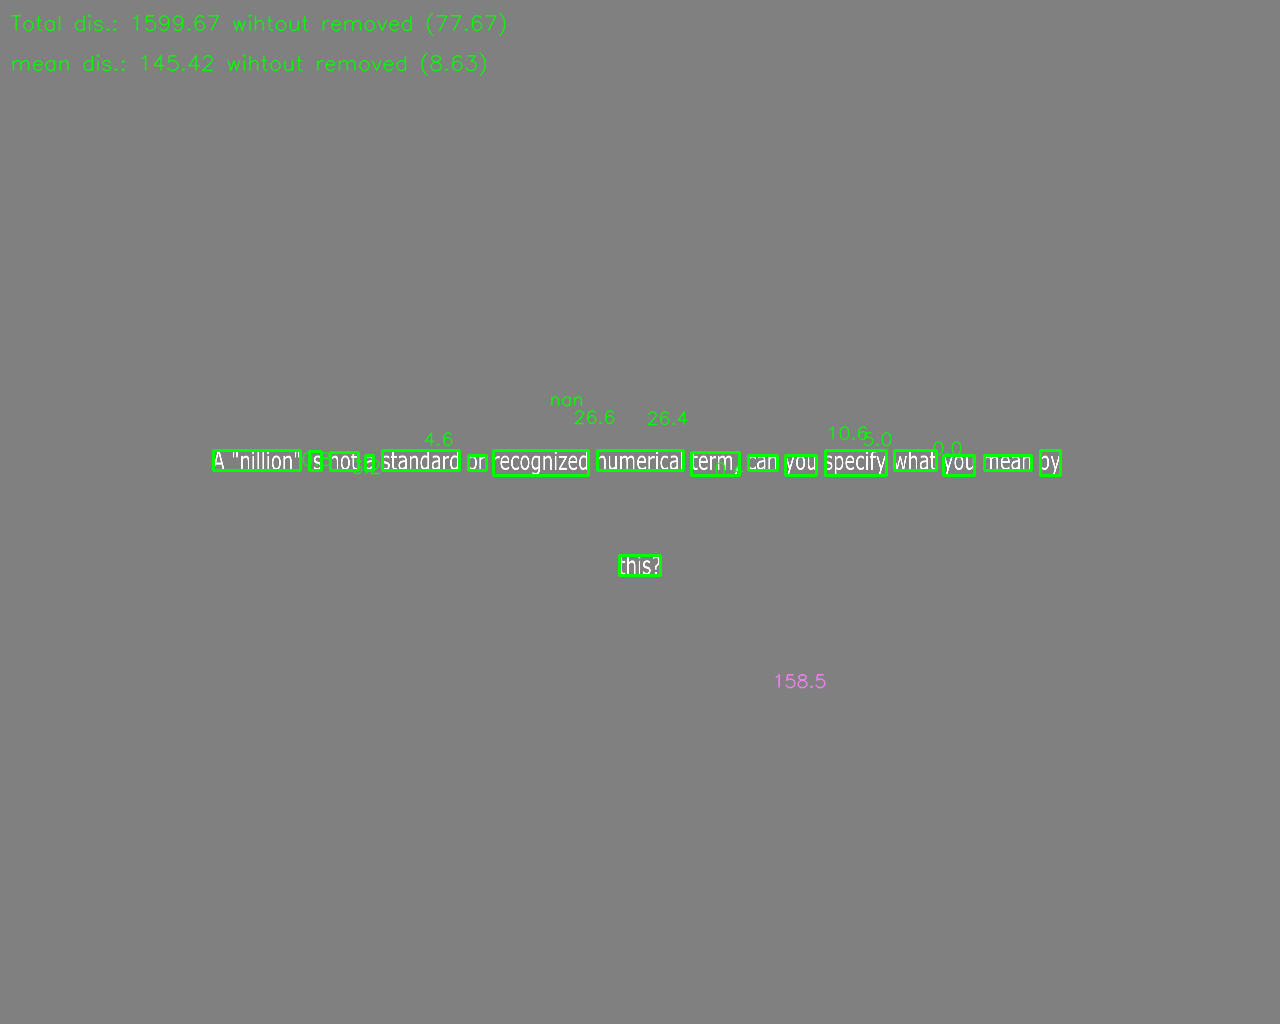 Total dis.: 1599.67 wihtout removed (77.67)
mean dis.: 145.42 wihtout removed (8.63)
nan
26.6 26.4
4.6 10.6 5.0 0.0
A "nillion" is not a standard or recognized numerical term, can you specify what you mean by
this?
158.5